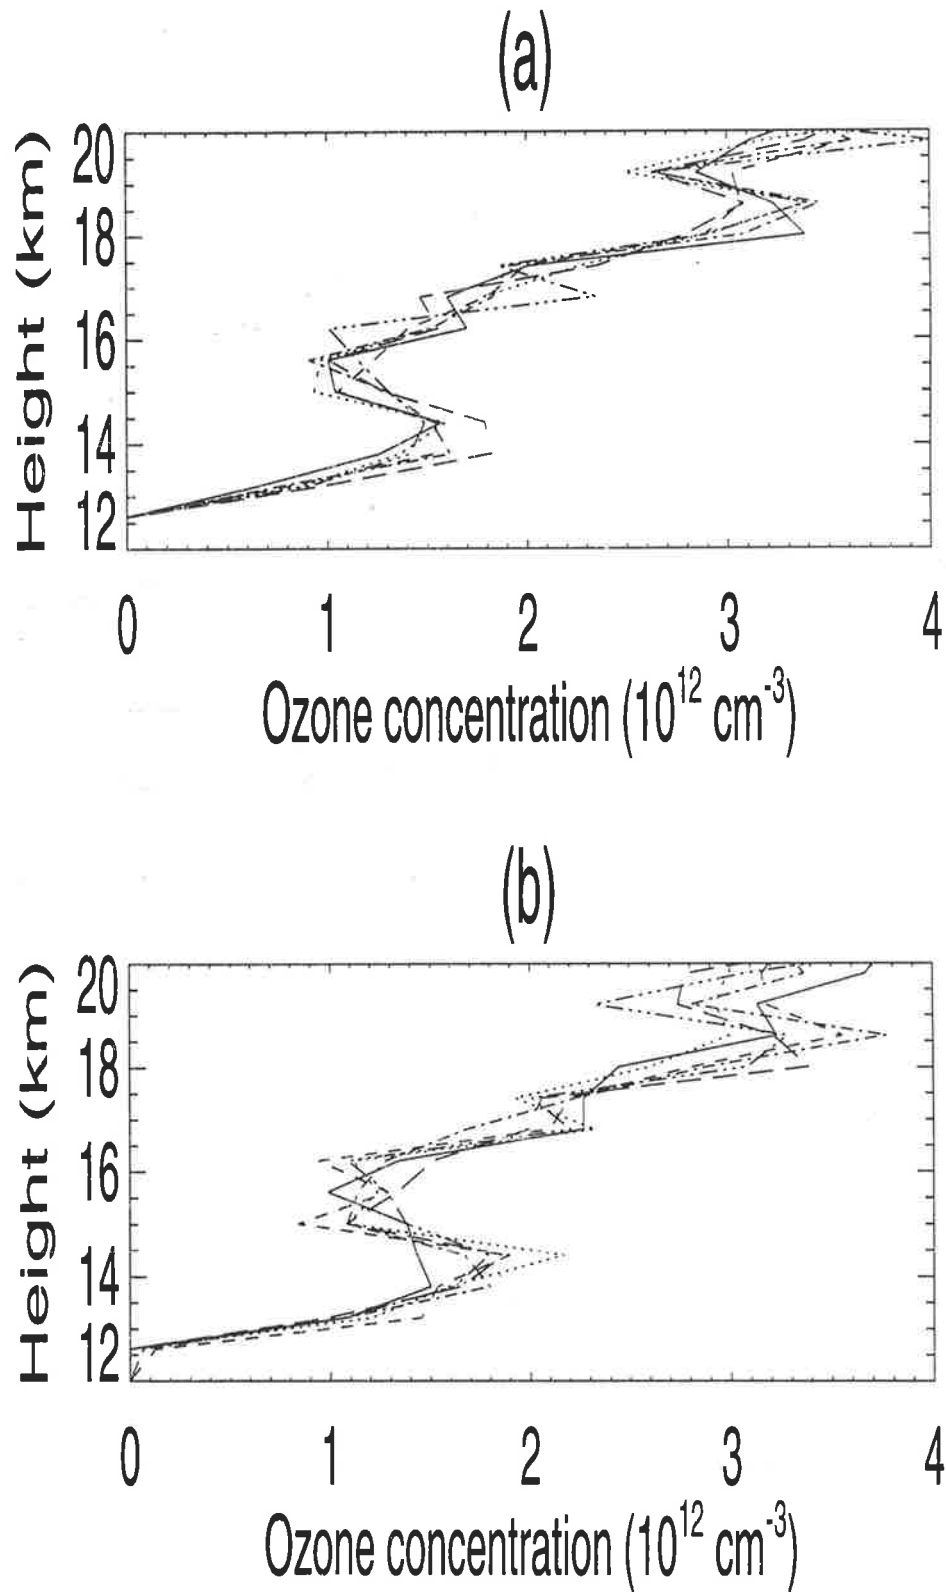 (a)
Height (km)
20
18
16
14
12
0 1 2 3 4
Ozone concentration (10¹² cm⁻³)
(b)
Height (km)
20
18
16
14
12
0 1 2 3 4
Ozone concentration (10¹² cm⁻³)